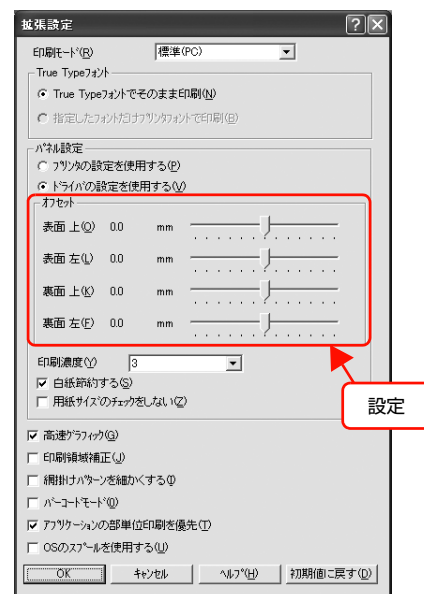 拡張設定
印刷モード(R) 標準(PC)
True Typeフォント
True Typeフォントでそのまま印刷(N)
指定したフォントだけプリンタフォントで印刷(B)
パネル設定
プリンタの設定を使用する(P)
ドライバの設定を使用する(V)
オフセット
表面 上(O) 0.0 mm
表面 左(L) 0.0 mm
裏面 上(K) 0.0 mm
裏面 左(F) 0.0 mm
印刷濃度(Y) 3
白紙節約する(S)
用紙サイズのチェックをしない(Z)
設定
高速グラフィック(G)
印刷領域補正(J)
網掛けパターンを細かくする(I)
バーコードモード(Q)
アプリケーションの部単位印刷を優先(T)
OSのスプールを使用する(U)
OK キャンセル ヘルプ(H) 初期値に戻す(D)